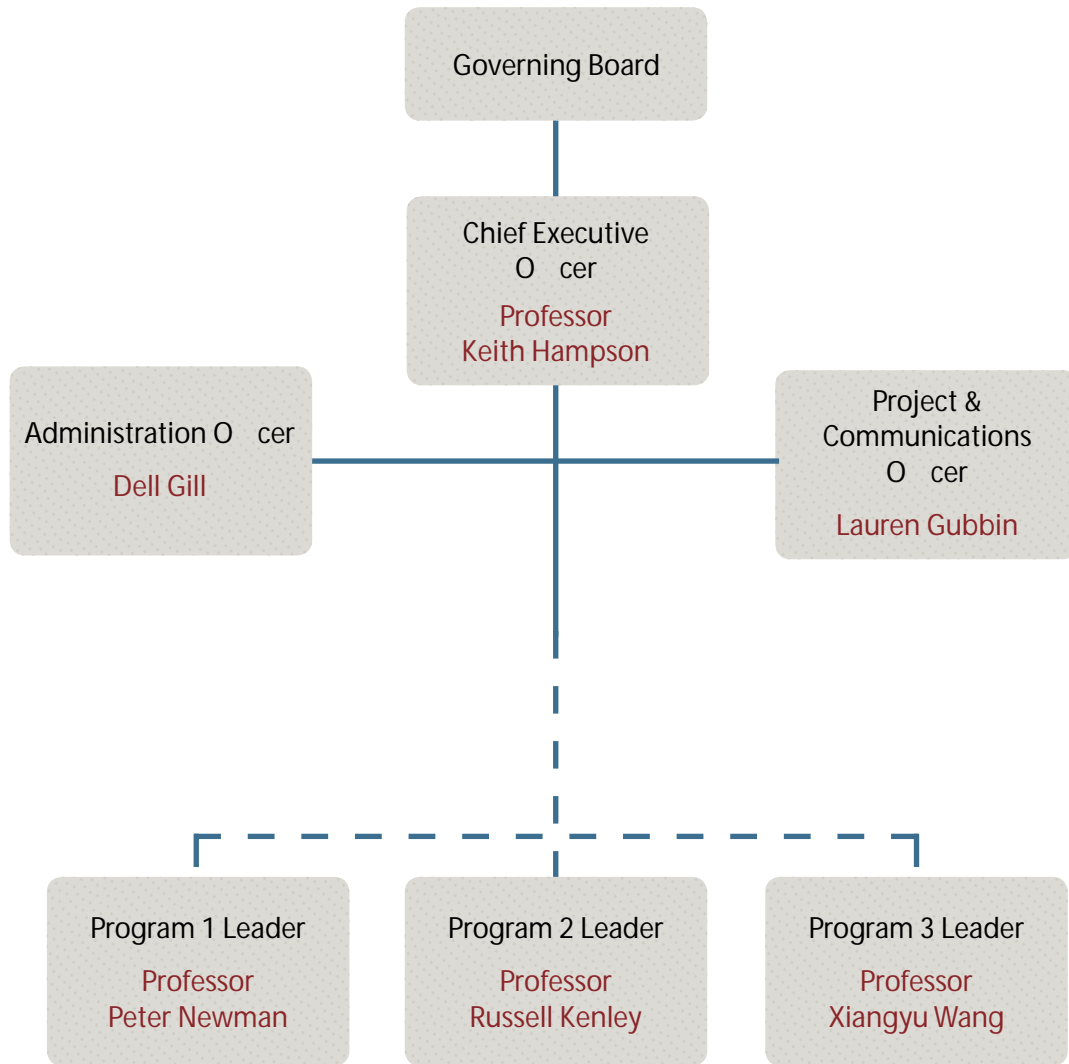 Governing Board
Chief Executive
O cer
Professor
Keith Hampson
Administration O cer
Dell Gill
Project &
Communications
O cer
Lauren Gubbin
Program 1 Leader
Professor
Peter Newman
Program 2 Leader
Professor
Russell Kenley
Program 3 Leader
Professor
Xiangyu Wang